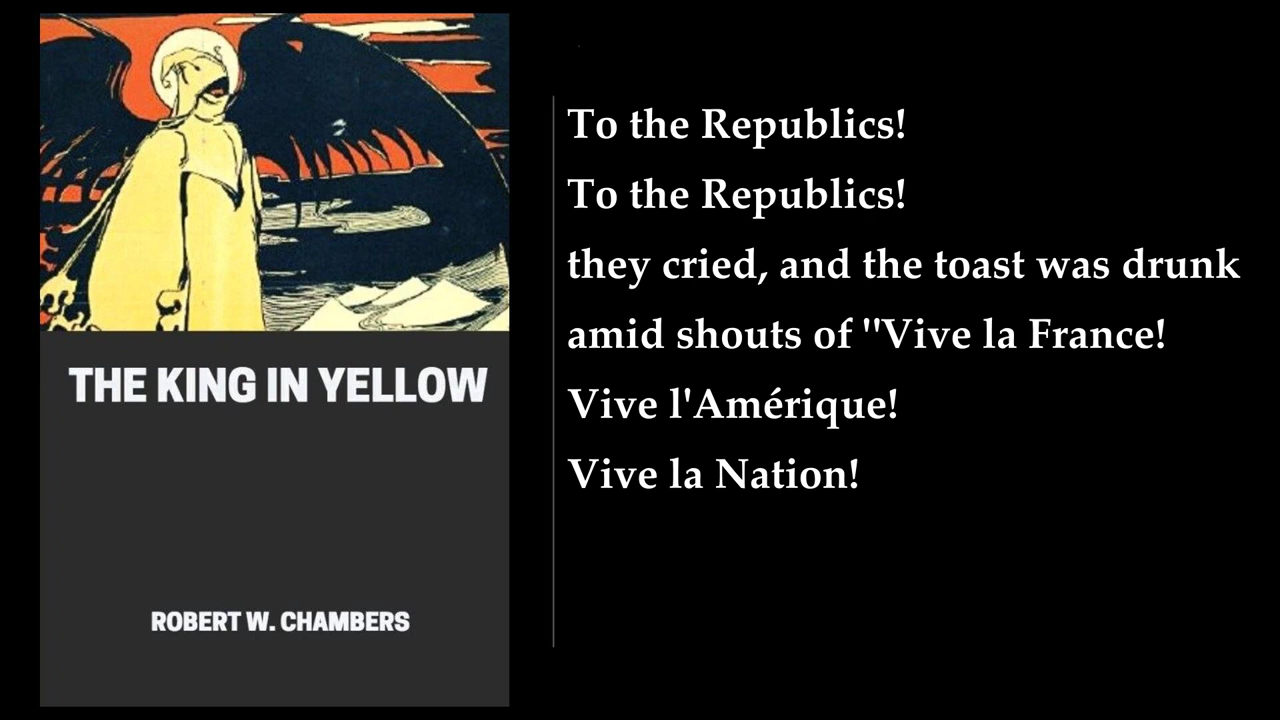 THE KING IN YELLOW
ROBERT W. CHAMBERS
To the Republics!
To the Republics!
they cried, and the toast was drunk
amid shouts of "Vive la France!
Vive l'Amérique!
Vive la Nation!